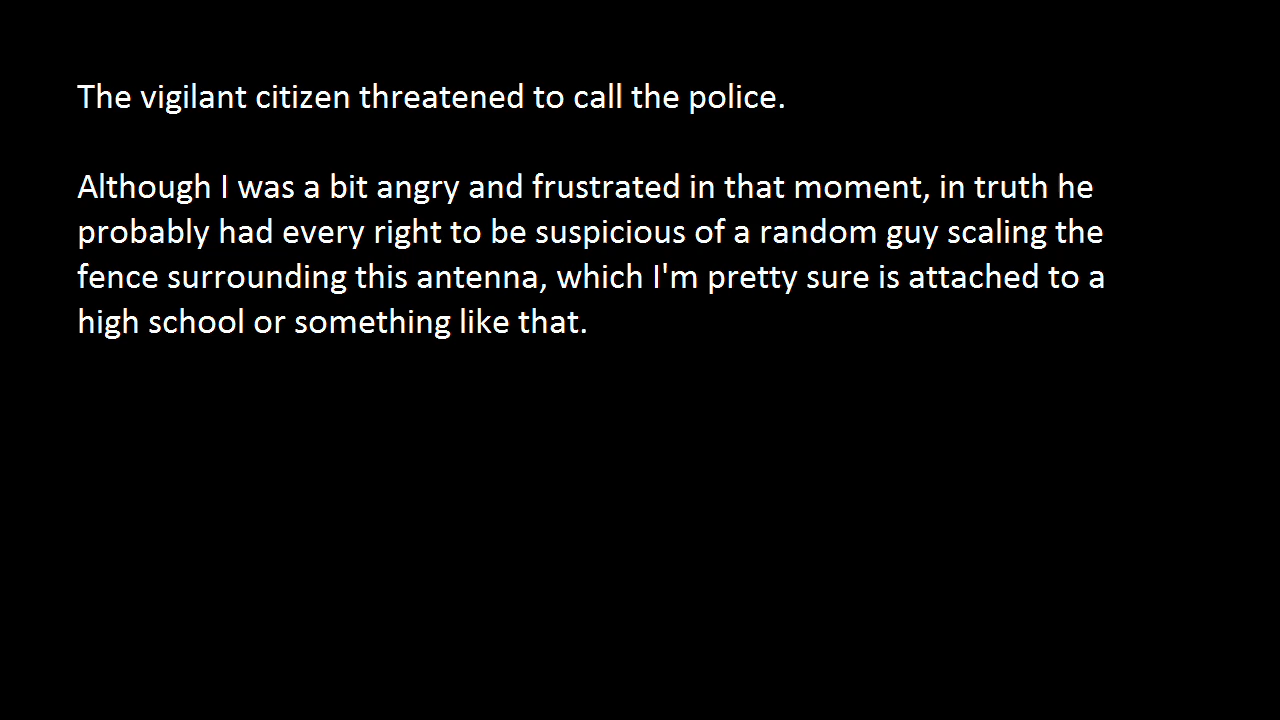 The vigilant citizen threatened to call the police.
Although I was a bit angry and frustrated in that moment, in truth he
probably had every right to be suspicious of a random guy scaling the
fence surrounding this antenna, which I'm pretty sure is attached to a
high school or something like that.